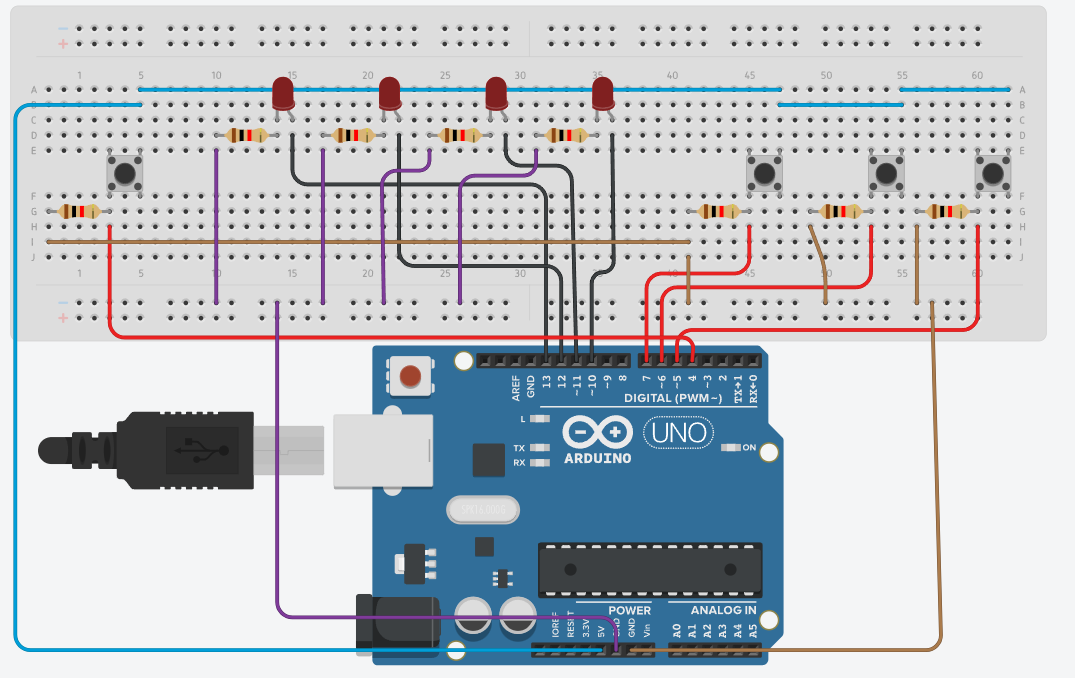 − −
+ +
1 5 10 15 20 25 30 35 40 45 50 55 60
A A
B B
C C
D D
E E
F F
G G
H H
I I
J J
1 5 10 15 20 25 30 35 40 45 50 55 60
− −
+ +
AREF GND 13 12 ~11 ~10 ~9 8 7 ~6 ~5 4 ~3 2 TX→1 RX←0
DIGITAL (PWM~)
L
TX
RX
ARDUINO
UNO
ON
POWER
ANALOG IN
IOREF RESET 3.3V 5V GND GND Vin A0 A1 A2 A3 A4 A5